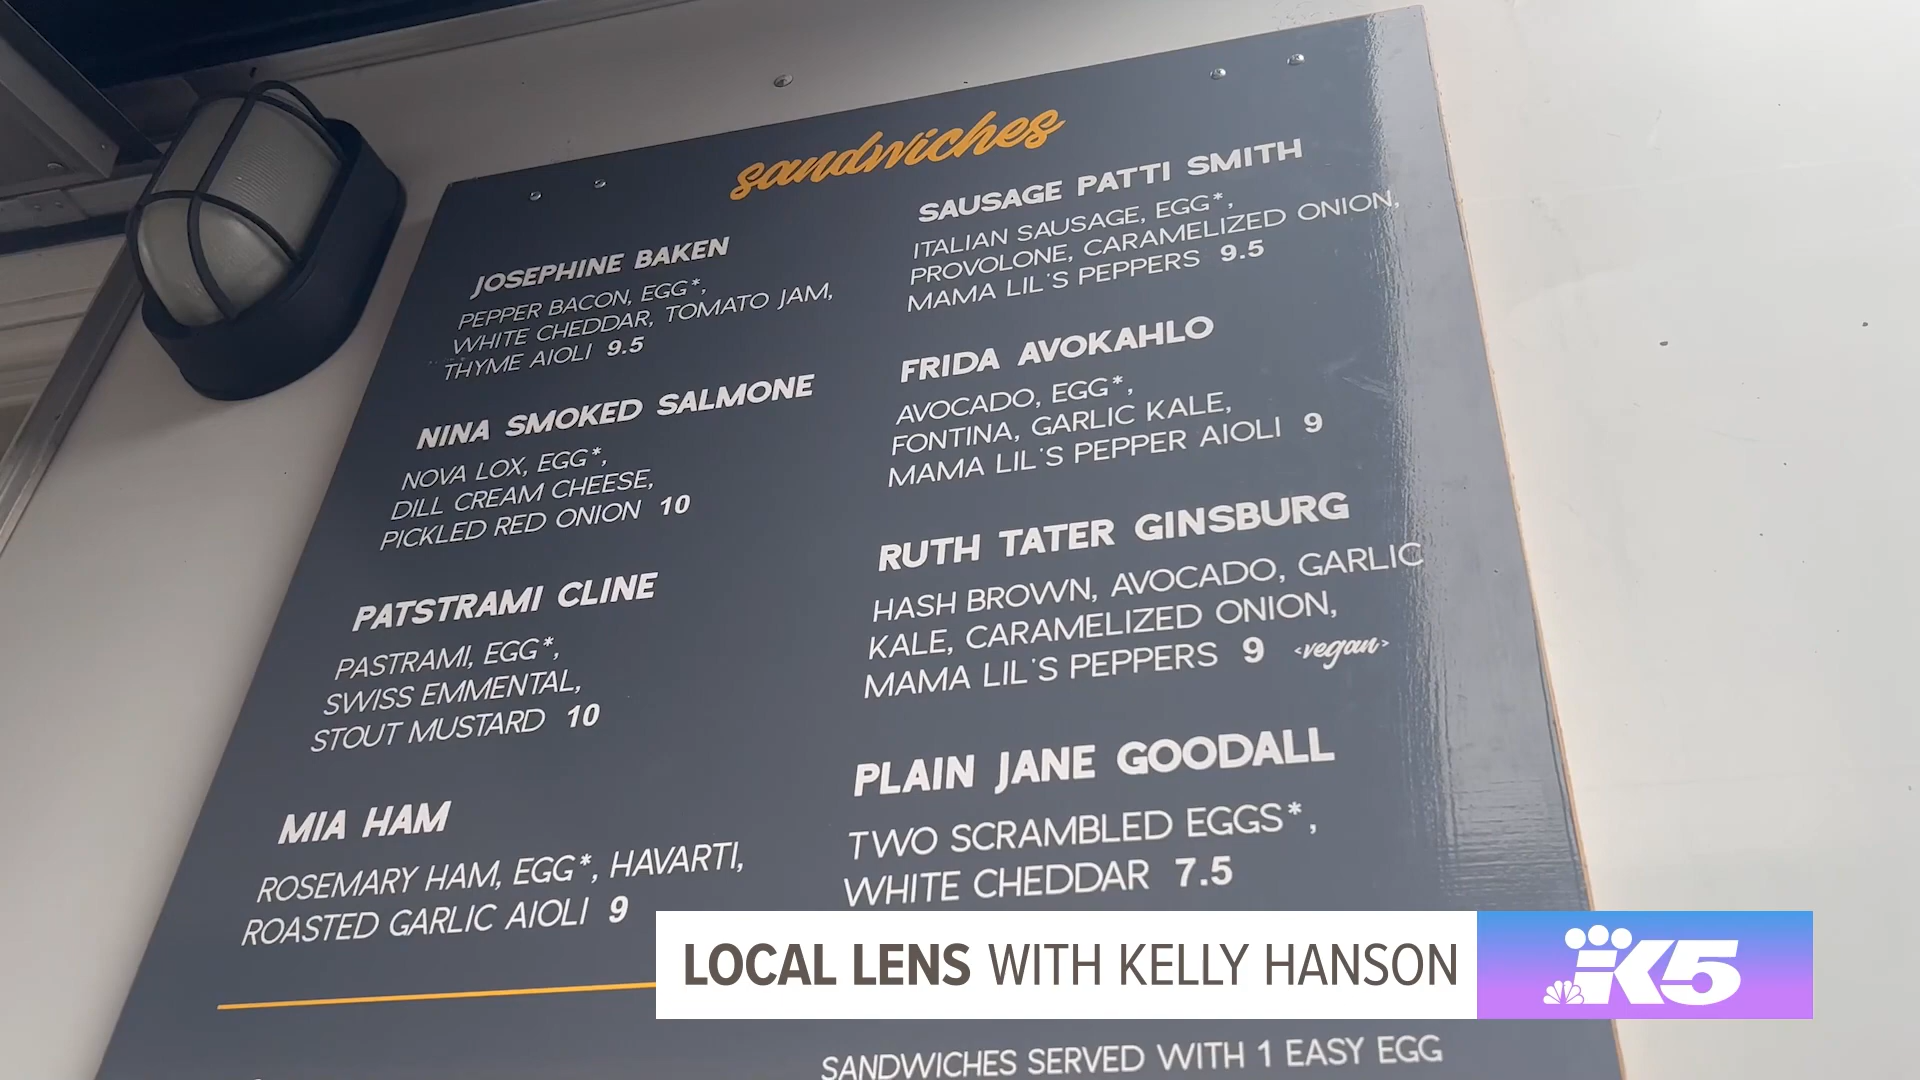 sandwiches
JOSEPHINE BAKEN
PEPPER BACON, EGG*,
WHITE CHEDDAR, TOMATO JAM,
THYME AIOLI 9.5
NINA SMOKED SALMONE
NOVA LOX, EGG*,
DILL CREAM CHEESE,
PICKLED RED ONION 10
PATSTRAMI CLINE
PASTRAMI, EGG*,
SWISS EMMENTAL,
STOUT MUSTARD 10
MIA HAM
ROSEMARY HAM, EGG*, HAVARTI,
ROASTED GARLIC AIOLI 9
SAUSAGE PATTI SMITH
ITALIAN SAUSAGE, EGG*,
PROVOLONE, CARAMELIZED ONION,
MAMA LIL'S PEPPERS 9.5
FRIDA AVOKAHLO
AVOCADO, EGG*,
FONTINA, GARLIC KALE,
MAMA LIL'S PEPPER AIOLI 9
RUTH TATER GINSBURG
HASH BROWN, AVOCADO, GARLIC
KALE, CARAMELIZED ONION,
MAMA LIL'S PEPPERS 9 <vegan>
PLAIN JANE GOODALL
TWO SCRAMBLED EGGS*,
WHITE CHEDDAR 7.5
SANDWICHES SERVED WITH 1 EASY EGG
LOCAL LENS WITH KELLY HANSON
K5